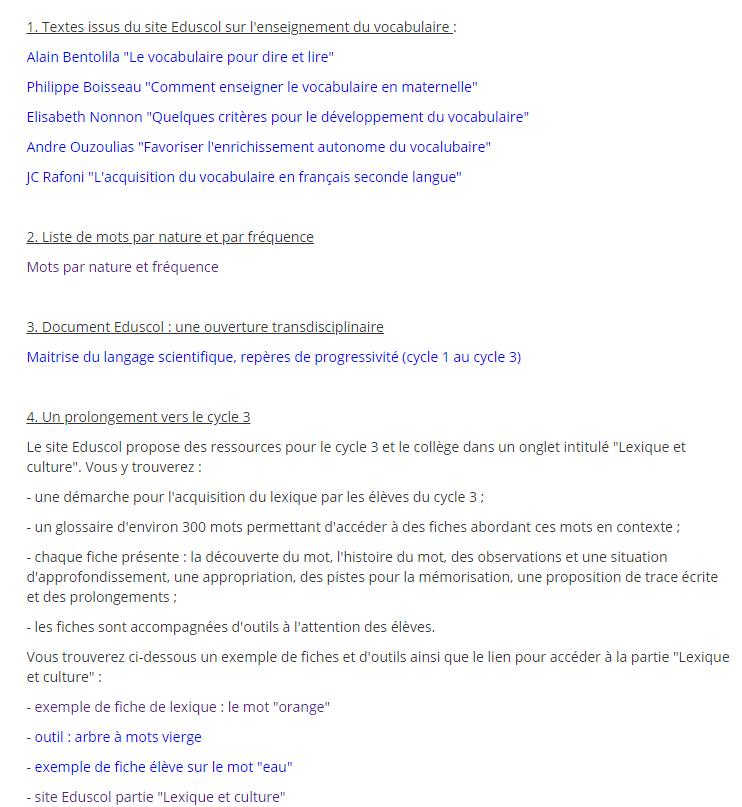 1. Textes issus du site Eduscol sur l'enseignement du vocabulaire :
Alain Bentolila "Le vocabulaire pour dire et lire"
Philippe Boisseau "Comment enseigner le vocabulaire en maternelle"
Elisabeth Nonnon "Quelques critères pour le développement du vocabulaire"
Andre Ouzoulias "Favoriser l'enrichissement autonome du vocalubaire"
JC Rafoni "L'acquisition du vocabulaire en français seconde langue"
2. Liste de mots par nature et par fréquence
Mots par nature et fréquence
3. Document Eduscol : une ouverture transdisciplinaire
Maitrise du langage scientifique, repères de progressivité (cycle 1 au cycle 3)
4. Un prolongement vers le cycle 3
Le site Eduscol propose des ressources pour le cycle 3 et le collège dans un onglet intitulé "Lexique et
culture". Vous y trouverez :
- une démarche pour l'acquisition du lexique par les élèves du cycle 3 ;
- un glossaire d'environ 300 mots permettant d'accéder à des fiches abordant ces mots en contexte ;
- chaque fiche présente : la découverte du mot, l'histoire du mot, des observations et une situation
d'approfondissement, une appropriation, des pistes pour la mémorisation, une proposition de trace écrite
et des prolongements ;
- les fiches sont accompagnées d'outils à l'attention des élèves.
Vous trouverez ci-dessous un exemple de fiches et d'outils ainsi que le lien pour accéder à la partie "Lexique
et culture" :
- exemple de fiche de lexique : le mot "orange"
- outil : arbre à mots vierge
- exemple de fiche élève sur le mot "eau"
- site Eduscol partie "Lexique et culture"